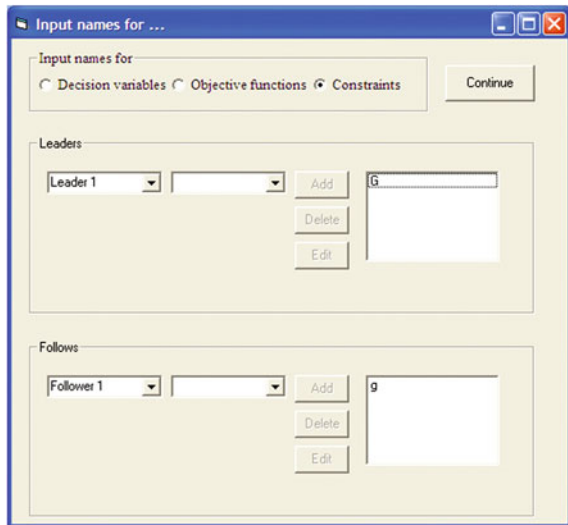 Input names for ...
Input names for
Decision variables Objective functions Constraints
Continue
Leaders
Leader 1
Add
G
Delete
Edit
Follows
Follower 1
Add
g
Delete
Edit